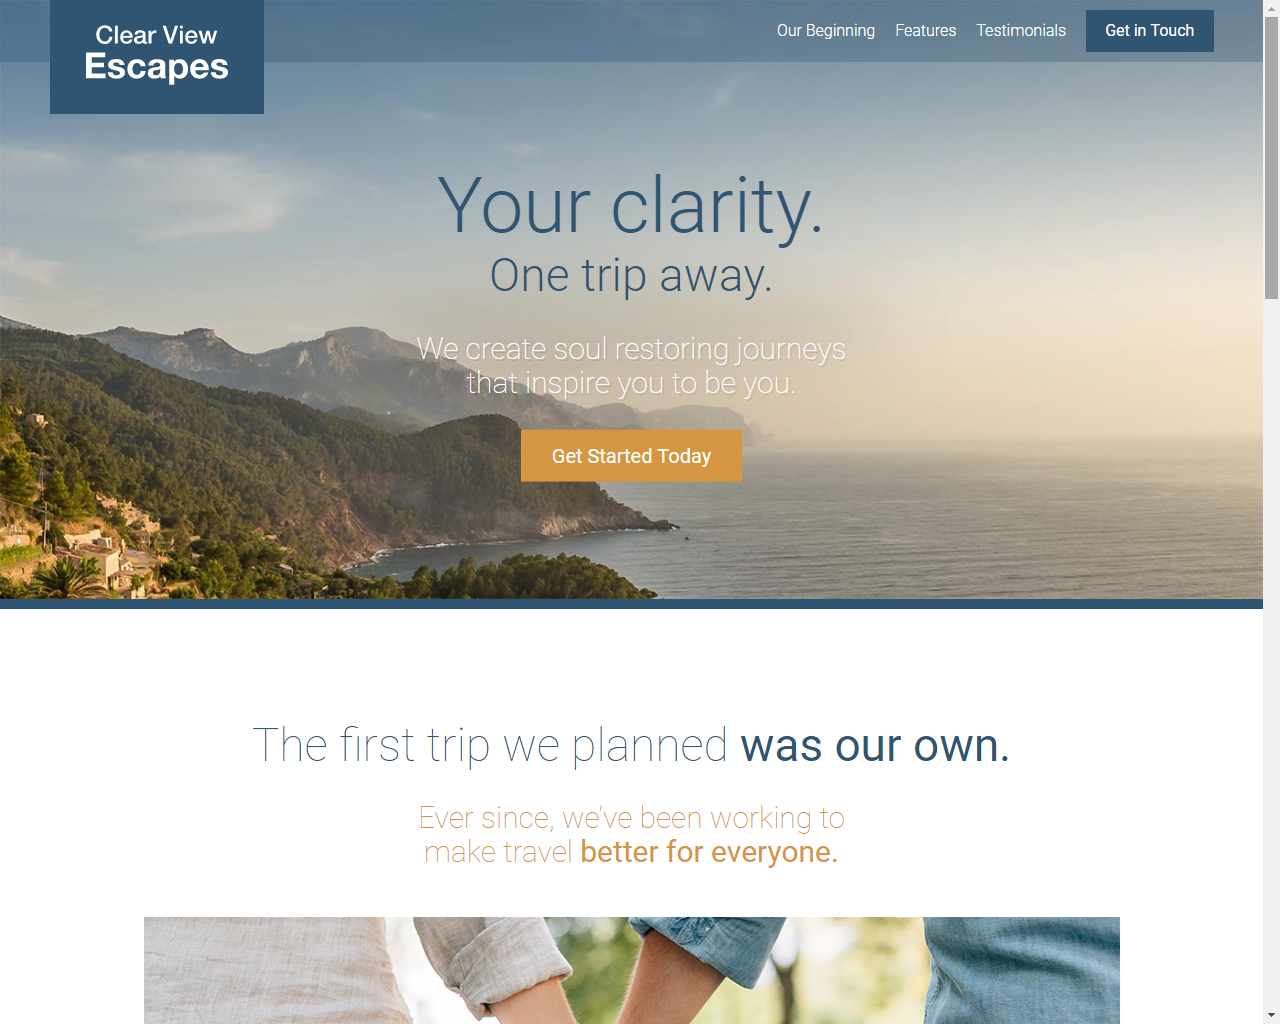 Clear View
Escapes
Our Beginning
Features
Testimonials
Get in Touch
Your clarity.
One trip away.
We create soul restoring journeys
that inspire you to be you.
Get Started Today
The first trip we planned was our own.
Ever since, we’ve been working to
make travel better for everyone.